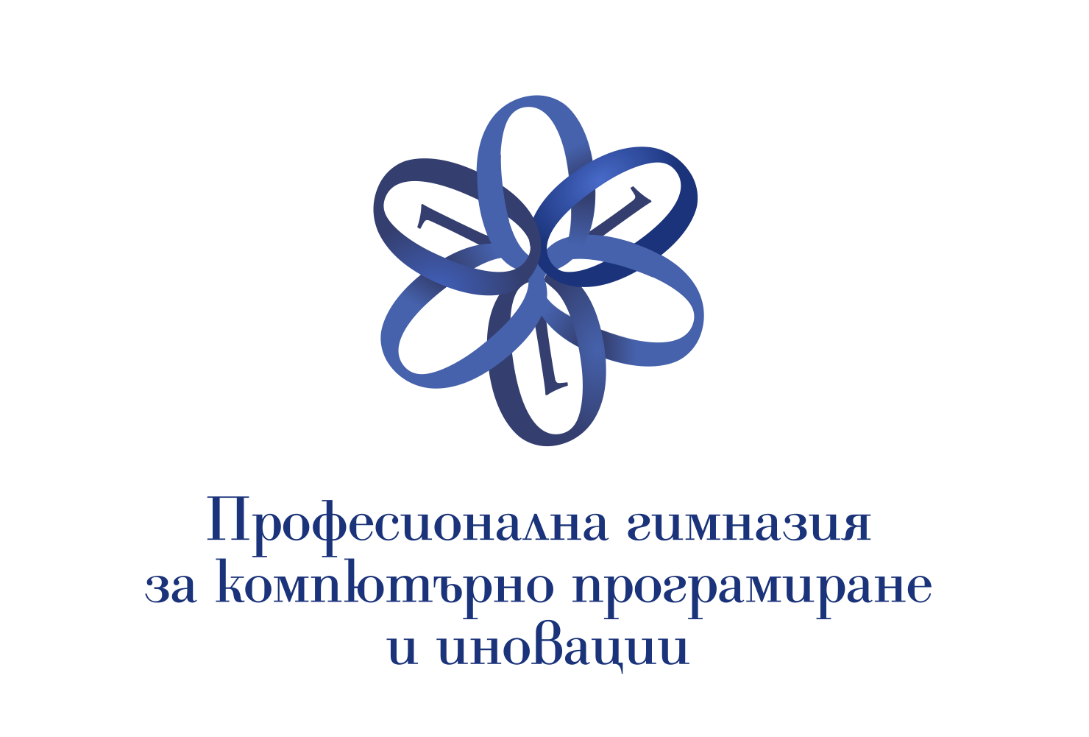 Професионална гимназия
за компютърно програмиране
и иновации